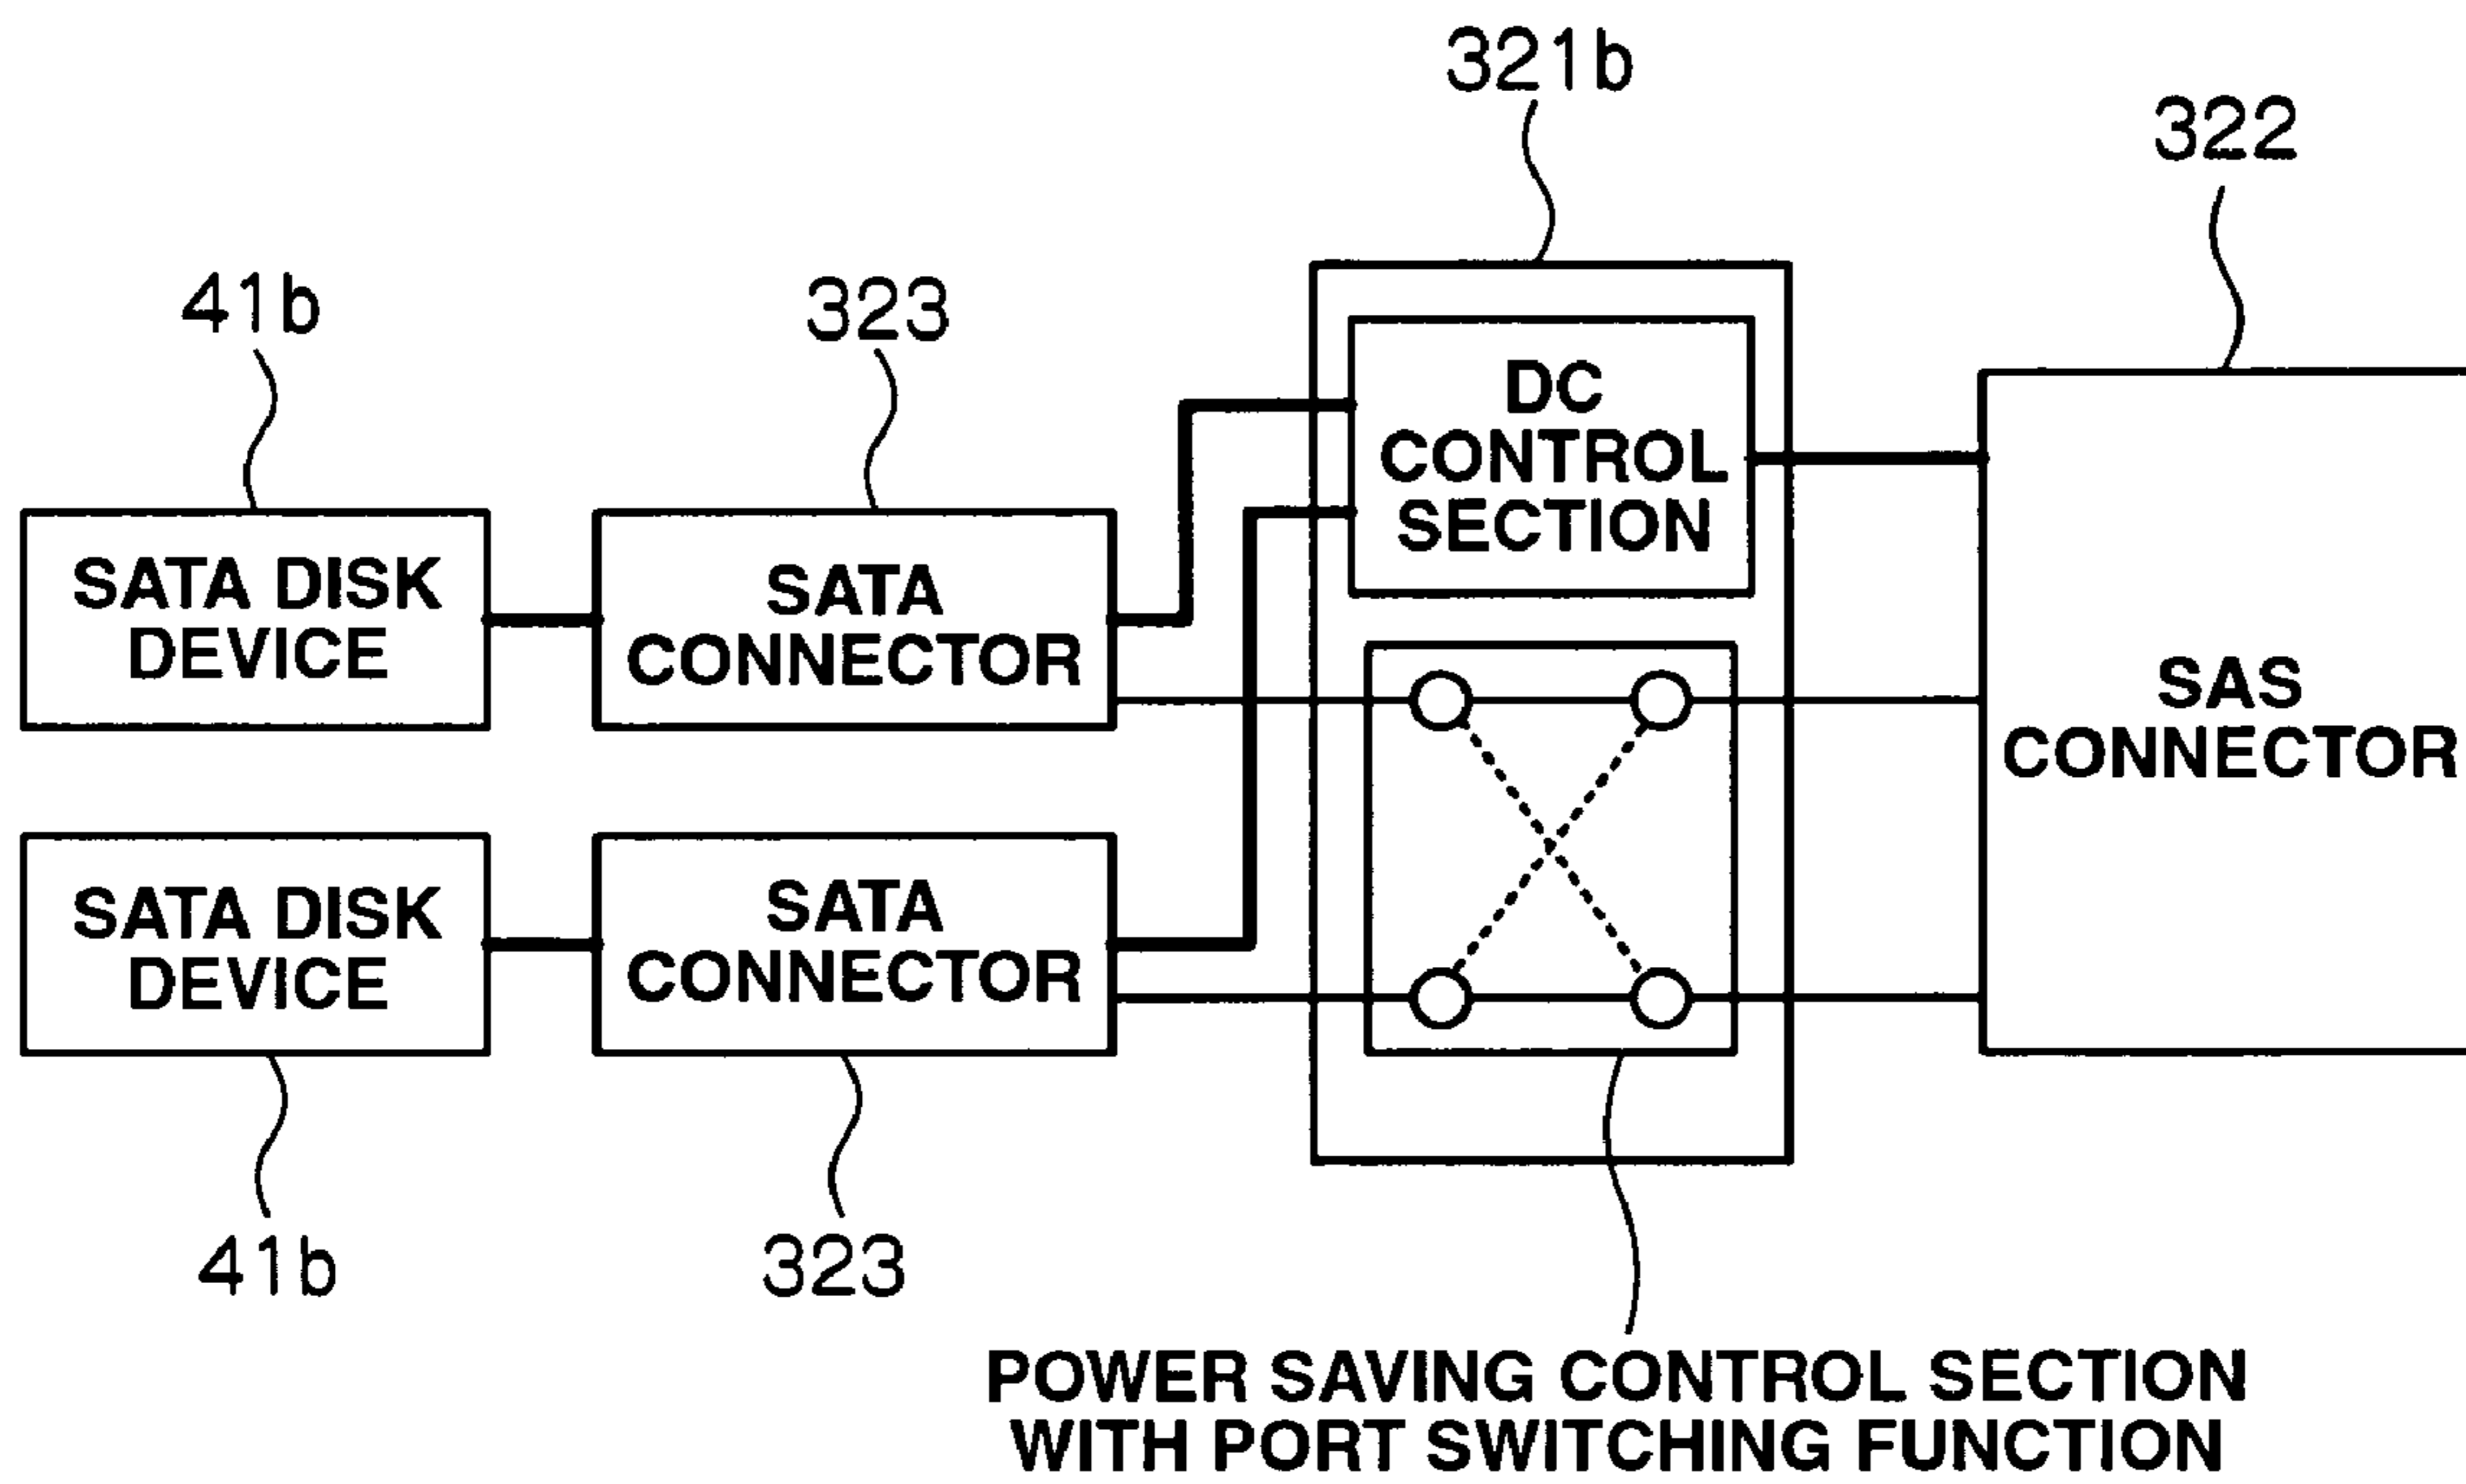 321b
322
41b
323
DC
CONTROL
SECTION
SATA DISK
DEVICE
SATA
CONNECTOR
SAS
CONNECTOR
SATA DISK
DEVICE
SATA
CONNECTOR
41b
323
POWER SAVING CONTROL SECTION
WITH PORT SWITCHING FUNCTION